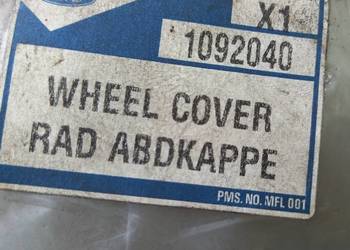 X1
1092040
WHEEL COVER
RAD ABDKAPPE
PMS. NO. MFL 001